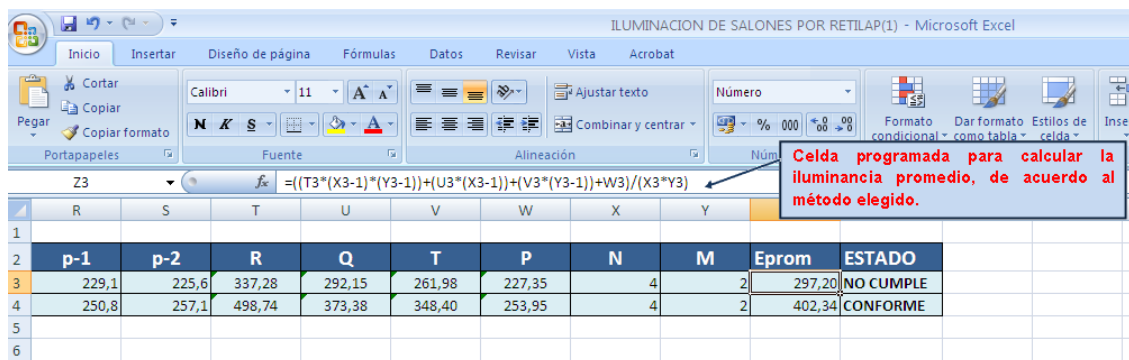 ILUMINACION DE SALONES POR RETILAP(1) - Microsoft Excel
Inicio Insertar Diseño de página Fórmulas Datos Revisar Vista Acrobat
Pegar
Cortar
Copiar
Copiar formato
Portapapeles
Calibri 11
N K S
Fuente
Ajustar texto
Combinar y centrar
Alineación
Número
% 000
Núm
Formato condicional
Dar formato como tabla
Estilos de celda
Inse
Z3 fx =((T3*(X3-1)*(Y3-1))+(U3*(X3-1))+(V3*(Y3-1))+W3)/(X3*Y3)
Celda programada para calcular la
iluminancia promedio, de acuerdo al
método elegido.
R S T U V W X Y
1
2 p-1 p-2 R Q T P N M Eprom ESTADO
3 229,1 225,6 337,28 292,15 261,98 227,35 4 2 297,20 NO CUMPLE
4 250,8 257,1 498,74 373,38 348,40 253,95 4 2 402,34 CONFORME
5
6